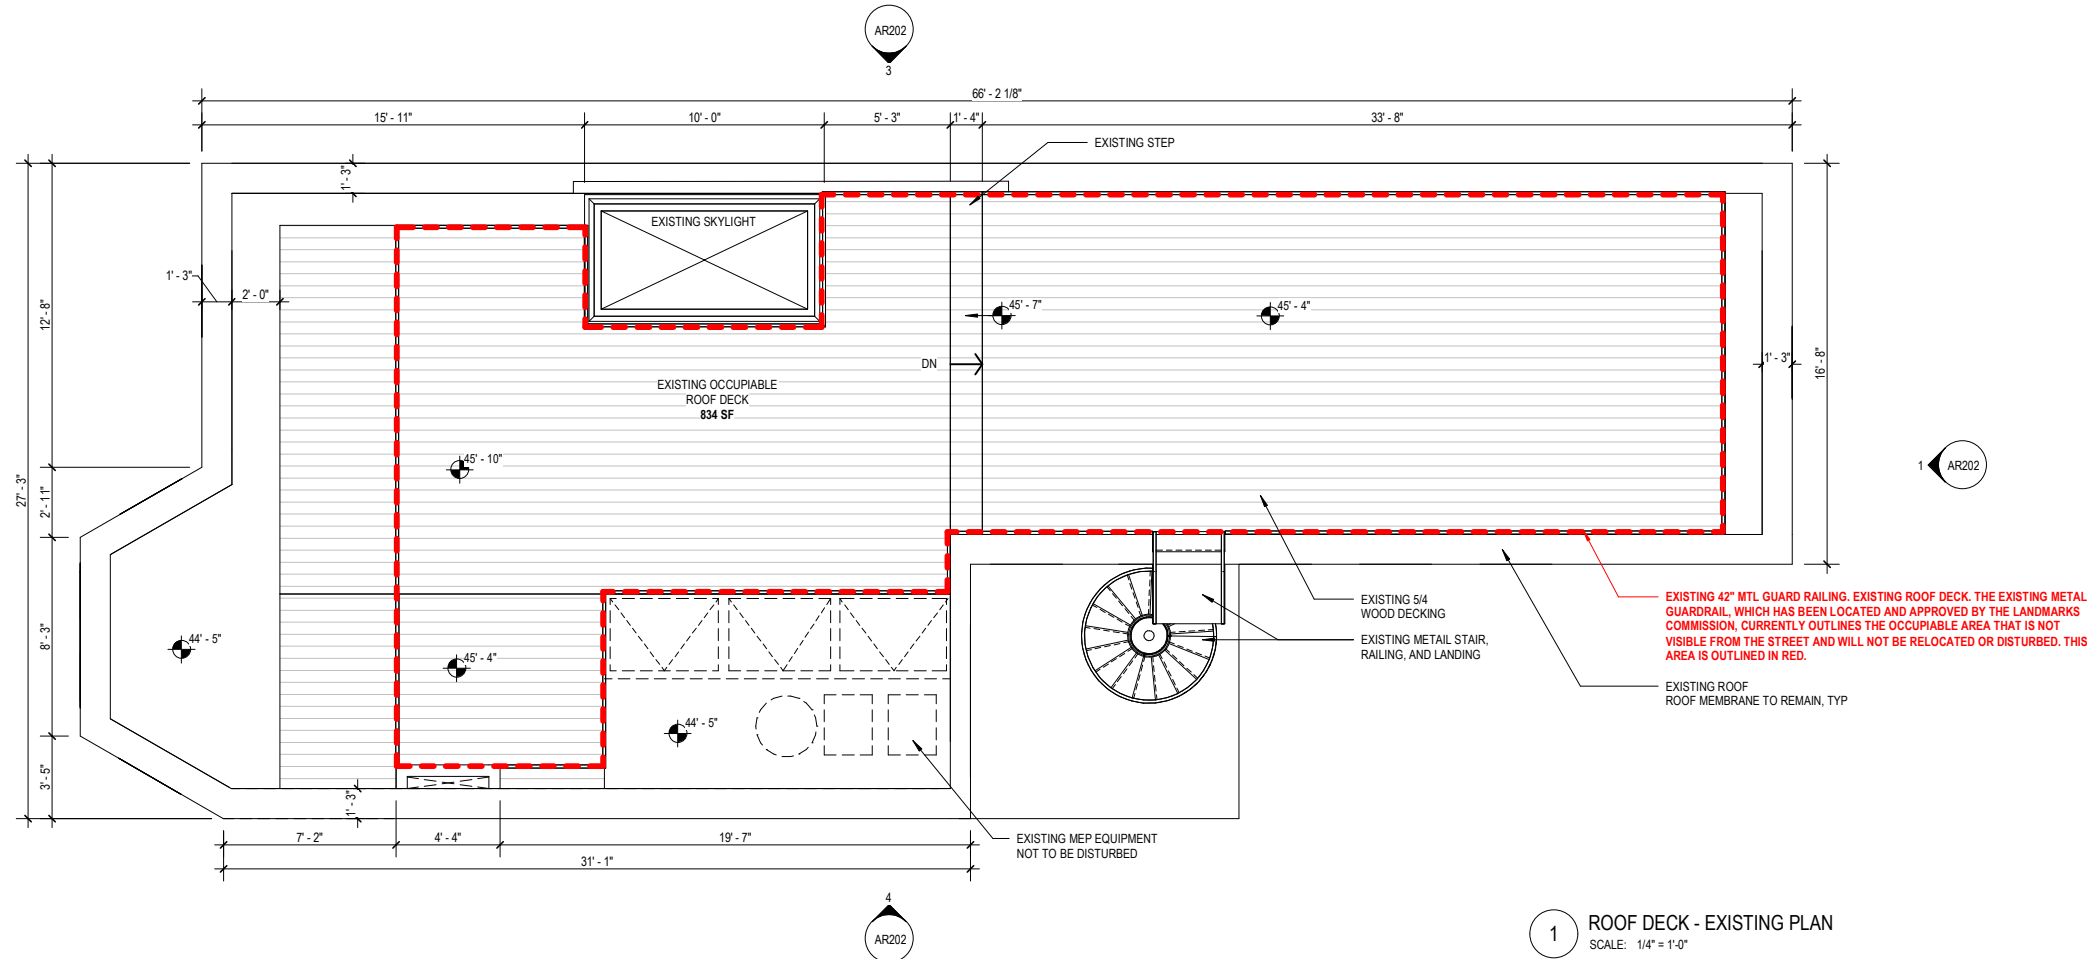 AR202
3
66' - 2 1/8"
15' - 11"
10' - 0"
5' - 3"
1' - 4"
33' - 8"
EXISTING STEP
1' - 3"
EXISTING SKYLIGHT
1' - 3"
2' - 0"
12' - 8"
45' - 7"
45' - 4"
DN
1' - 3"
16' - 8"
EXISTING OCCUPIABLE
ROOF DECK
834 SF
45' - 10"
1
AR202
27' - 3"
2' - 11"
EXISTING 5/4
WOOD DECKING
EXISTING METAIL STAIR,
RAILING, AND LANDING
EXISTING 42" MTL GUARD RAILING. EXISTING ROOF DECK. THE EXISTING METAL
GUARDRAIL, WHICH HAS BEEN LOCATED AND APPROVED BY THE LANDMARKS
COMMISSION, CURRENTLY OUTLINES THE OCCUPIABLE AREA THAT IS NOT
VISIBLE FROM THE STREET AND WILL NOT BE RELOCATED OR DISTURBED. THIS
AREA IS OUTLINED IN RED.
EXISTING ROOF
ROOF MEMBRANE TO REMAIN, TYP
8' - 3"
44' - 5"
45' - 4"
44' - 5"
3' - 5"
1' - 3"
7' - 2"
4' - 4"
19' - 7"
31' - 1"
EXISTING MEP EQUIPMENT
NOT TO BE DISTURBED
4
AR202
1
ROOF DECK - EXISTING PLAN
SCALE: 1/4" = 1'-0"